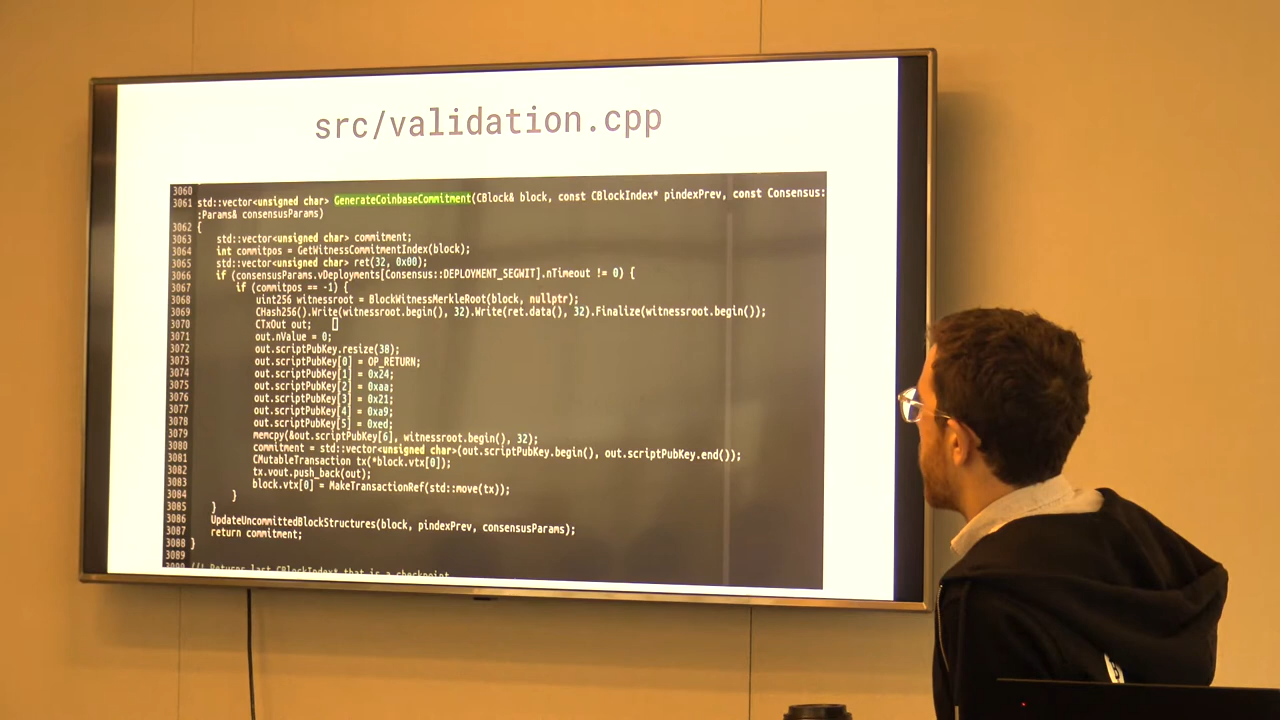 src/validation.cpp
3060
3061 std::vector<unsigned char> GenerateCoinbaseCommitment(CBlock& block, const CBlockIndex* pindexPrev, const Consensus:
:Params& consensusParams)
3062 {
3063 std::vector<unsigned char> commitment;
3064 int commitpos = GetWitnessCommitmentIndex(block);
3065 std::vector<unsigned char> ret(32, 0x00);
3066 if (consensusParams.vDeployments[Consensus::DEPLOYMENT_SEGWIT].nTimeout != 0) {
3067 if (commitpos == -1) {
3068 uint256 witnessroot = BlockWitnessMerkleRoot(block, nullptr);
3069 CHash256().Write(witnessroot.begin(), 32).Write(ret.data(), 32).Finalize(witnessroot.begin());
3070 CTxOut out;
3071 out.nValue = 0;
3072 out.scriptPubKey.resize(38);
3073 out.scriptPubKey[0] = OP_RETURN;
3074 out.scriptPubKey[1] = 0x24;
3075 out.scriptPubKey[2] = 0xaa;
3076 out.scriptPubKey[3] = 0x21;
3077 out.scriptPubKey[4] = 0xa9;
3078 out.scriptPubKey[5] = 0xed;
3079 memcpy(&out.scriptPubKey[6], witnessroot.begin(), 32);
3080 commitment = std::vector<unsigned char>(out.scriptPubKey.begin(), out.scriptPubKey.end());
3081 CMutableTransaction tx(*block.vtx[0]);
3082 tx.vout.push_back(out);
3083 block.vtx[0] = MakeTransactionRef(std::move(tx));
3084 }
3085 }
3086 UpdateUncommittedBlockStructures(block, pindexPrev, consensusParams);
3087 return commitment;
3088 }
3089
3090 //! Returns last CBlockIndex* that is a checkpoint